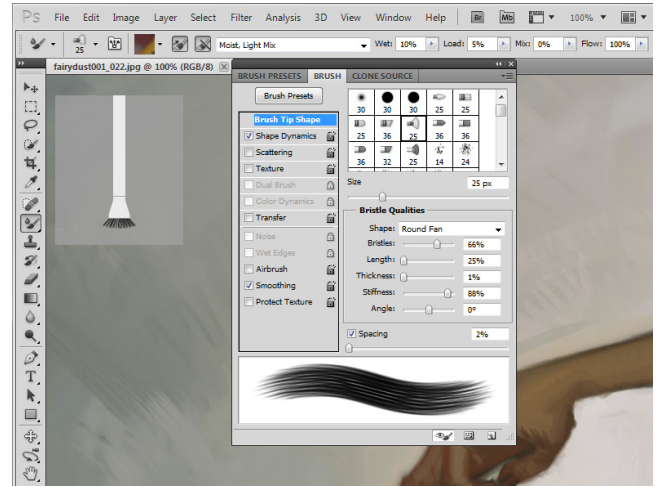 PS File Edit Image Layer Select Filter Analysis 3D View Window Help Br Mb 100%
25 Moist, Light Mix Wet: 10% Load: 5% Mix: 0% Flow: 100%
fairydust001_022.jpg @ 100% (RGB/8)
BRUSH PRESETS BRUSH CLONE SOURCE
Brush Presets
Brush Tip Shape
Shape Dynamics
Scattering
Texture
Dual Brush
Color Dynamics
Transfer
Noise
Wet Edges
Airbrush
Smoothing
Protect Texture
30 30 30 25 25
25 36 25 36 36
36 32 25 14 24
Size 25 px
Bristle Qualities
Shape: Round Fan
Bristles: 66%
Length: 25%
Thickness: 1%
Stiffness: 88%
Angle: 0º
Spacing 2%
T